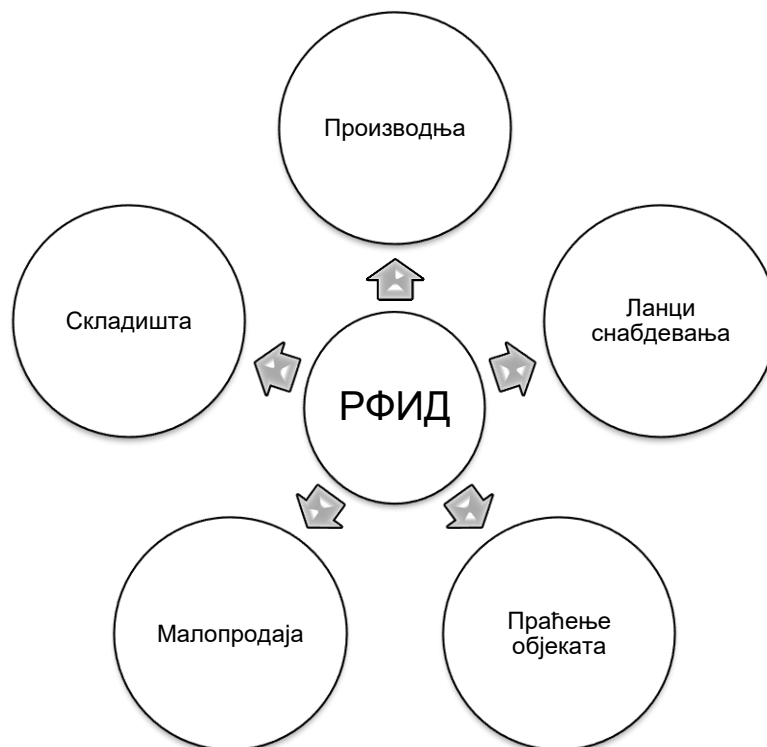 Производња
Складишта
Ланци
снабдевања
РФИД
Малопродаја
Праћење
објеката